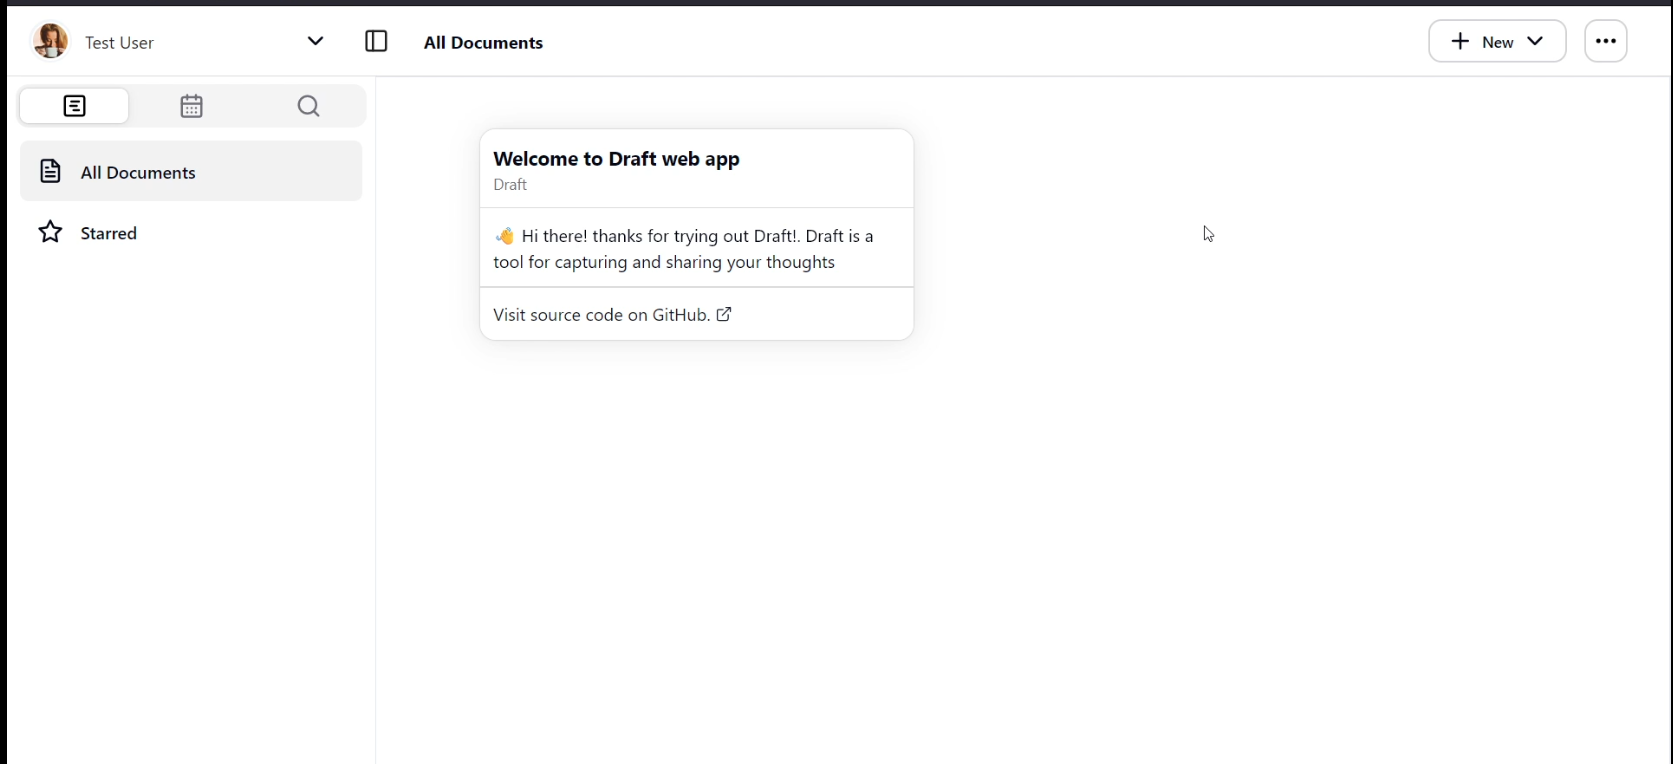 Test User
All Documents
New
All Documents
Starred
Welcome to Draft web app
Draft
👋 Hi there! thanks for trying out Draft!. Draft is a
tool for capturing and sharing your thoughts
Visit source code on GitHub.